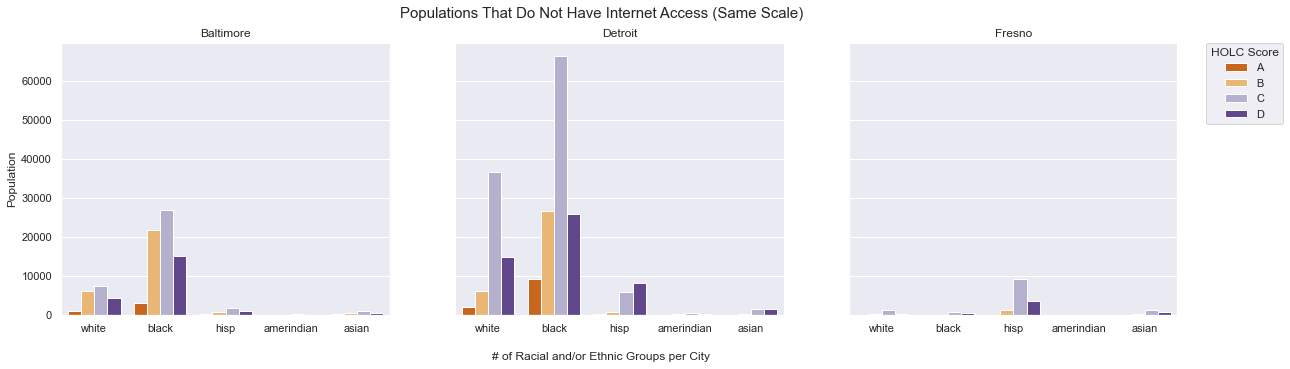 Populations That Do Not Have Internet Access (Same Scale)
Baltimore
Detroit
Fresno
HOLC Score
A
B
C
D
Population
60000
50000
40000
30000
20000
10000
0
white black hisp amerindian asian
white black hisp amerindian asian
white black hisp amerindian asian
# of Racial and/or Ethnic Groups per City